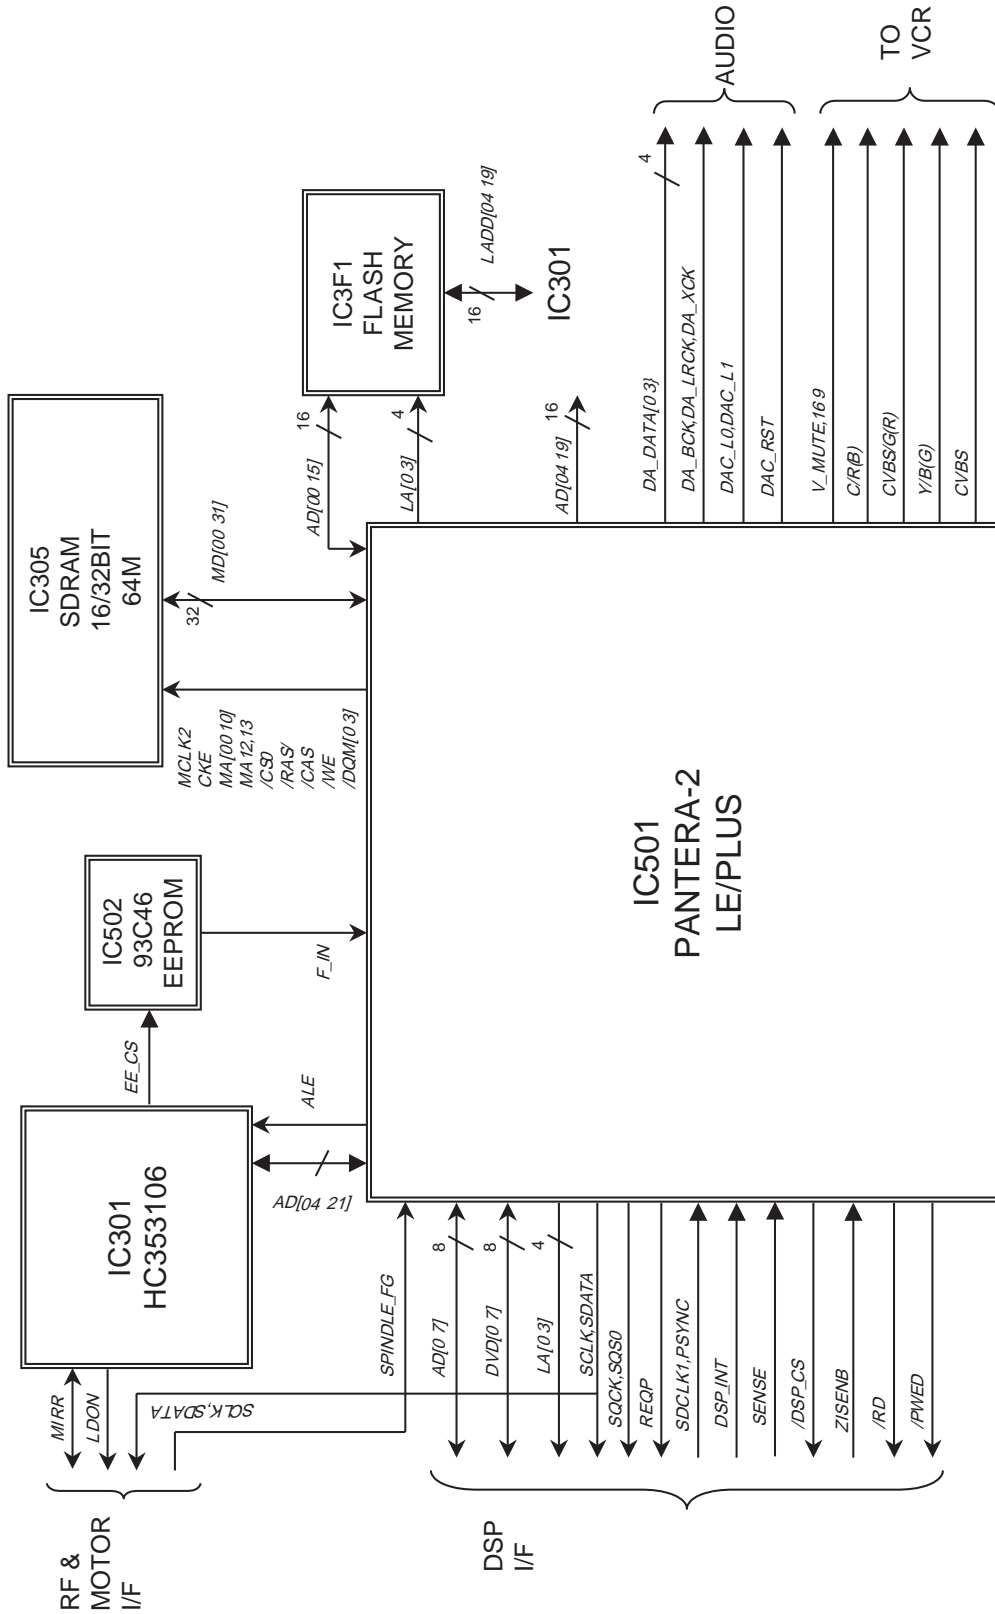 RF &
MOTOR
I/F
MIRR
LDON
SCLK,SDATA
IC301
HC353106
EE_CS
IC502
93C46
EEPROM
IC305
SDRAM
16/32BIT
64M
MCLK2
CKE
MA[00 10]
MA12,13
/CS0
/RAS/
/CAS
/WE
/DQM[0 3]
32
MD[00 31]
IC3F1
FLASH
MEMORY
16
AD[00 15]
4
LA[0 3]
16
LADD[04 19]
IC301
AD[04 21]
ALE
F_IN
AD[04 19]
16
IC501
PANTERA-2
LE/PLUS
DSP
I/F
SPINDLE_FG
AD[0 7]
8
DVD[0 7]
8
LA[0 3]
4
SCLK,SDATA
SQCK,SQS0
REQP
SDCLK1,PSYNC
DSP_INT
SENSE
/DSP_CS
ZISENB
/RD
/PWED
DA_DATA[0 3}
4
DA_BCK,DA_LRCK,DA_XCK
DAC_L0,DAC_L1
DAC_RST
AUDIO
V_MUTE,16 9
C/R(B)
CVBS/G(R)
Y/B(G)
CVBS
TO
VCR